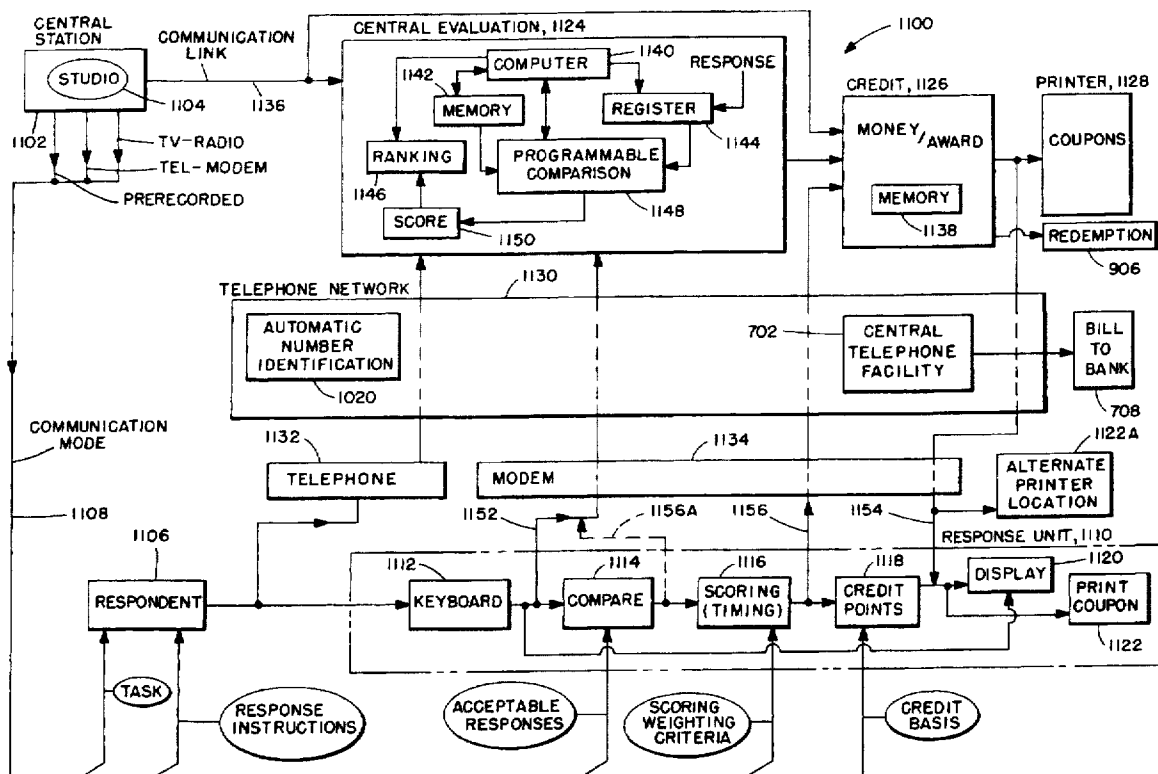 CENTRAL
STATION
STUDIO
1104
1102
COMMUNICATION
LINK
1136
TV-RADIO
TEL-MODEM
PRERECORDED
CENTRAL EVALUATION, 1124
1140
COMPUTER
1142
MEMORY
RESPONSE
REGISTER
1144
RANKING
1146
PROGRAMMABLE
COMPARISON
1148
SCORE
1150
1100
CREDIT, 1126
MONEY/AWARD
MEMORY
1138
PRINTER, 1128
COUPONS
REDEMPTION
906
1130
TELEPHONE NETWORK
AUTOMATIC
NUMBER
IDENTIFICATION
1020
702
CENTRAL
TELEPHONE
FACILITY
BILL
TO
BANK
708
COMMUNICATION
MODE
1108
1132
TELEPHONE
1134
MODEM
1122A
ALTERNATE
PRINTER
LOCATION
1152
1156A
1156
1154
RESPONSE UNIT, 1110
1106
RESPONDENT
1112
KEYBOARD
1114
COMPARE
1116
SCORING
(TIMING)
1118
CREDIT
POINTS
1120
DISPLAY
PRINT
COUPON
1122
TASK
RESPONSE
INSTRUCTIONS
ACCEPTABLE
RESPONSES
SCORING
WEIGHTING
CRITERIA
CREDIT
BASIS